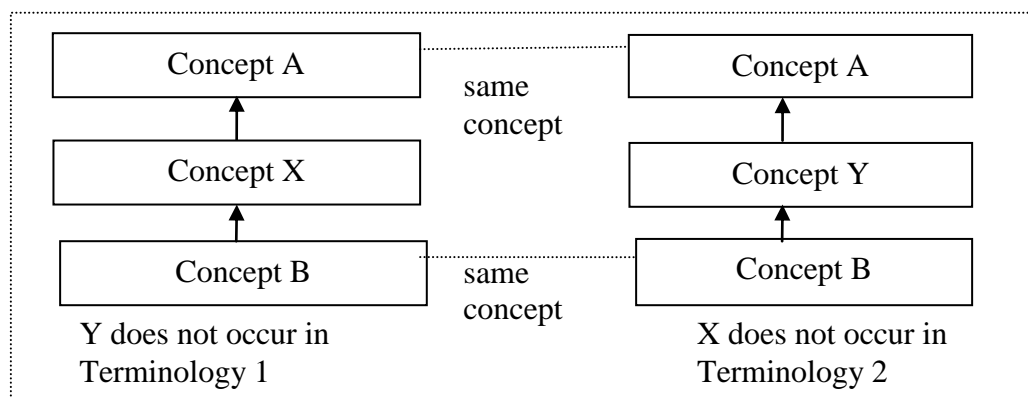 Concept A
same
concept
Concept A
Concept X
Concept Y
Concept B
same
concept
Concept B
Y does not occur in
Terminology 1
X does not occur in
Terminology 2